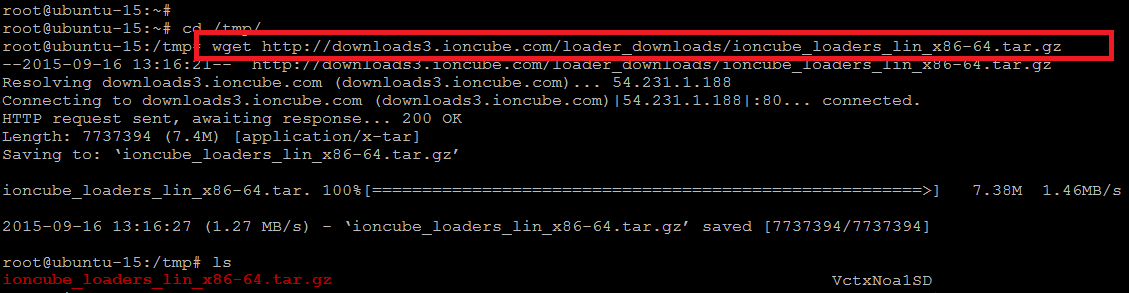 root@ubuntu-15:~#
root@ubuntu-15:~# cd /tmp/
root@ubuntu-15:/tmp# wget http://downloads3.ioncube.com/loader_downloads/ioncube_loaders_lin_x86-64.tar.gz
--2015-09-16 13:16:21-- http://downloads3.ioncube.com/loader_downloads/ioncube_loaders_lin_x86-64.tar.gz
Resolving downloads3.ioncube.com (downloads3.ioncube.com)... 54.231.1.188
Connecting to downloads3.ioncube.com (downloads3.ioncube.com)|54.231.1.188|:80... connected.
HTTP request sent, awaiting response... 200 OK
Length: 7737394 (7.4M) [application/x-tar]
Saving to: ‘ioncube_loaders_lin_x86-64.tar.gz’
ioncube_loaders_lin_x86-64.tar. 100%[=======================================================>] 7.38M 1.46MB/s
2015-09-16 13:16:27 (1.27 MB/s) - ‘ioncube_loaders_lin_x86-64.tar.gz’ saved [7737394/7737394]
root@ubuntu-15:/tmp# ls
ioncube_loaders_lin_x86-64.tar.gz VctxNoa1SD